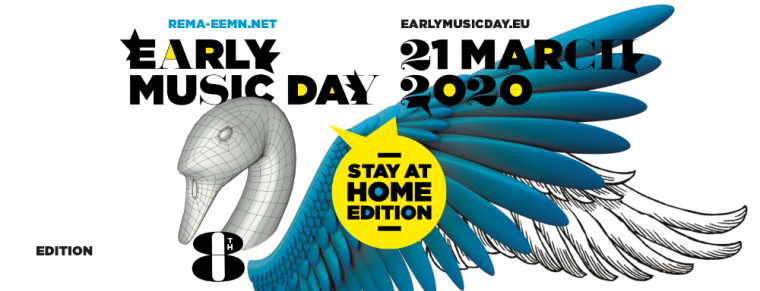 REMA-EEMN.NET
EARLYMUSICDAY.EU
EARLY
MUSIC DAY
21 MARCH
2020
STAY AT
HOME
EDITION
8TH
EDITION